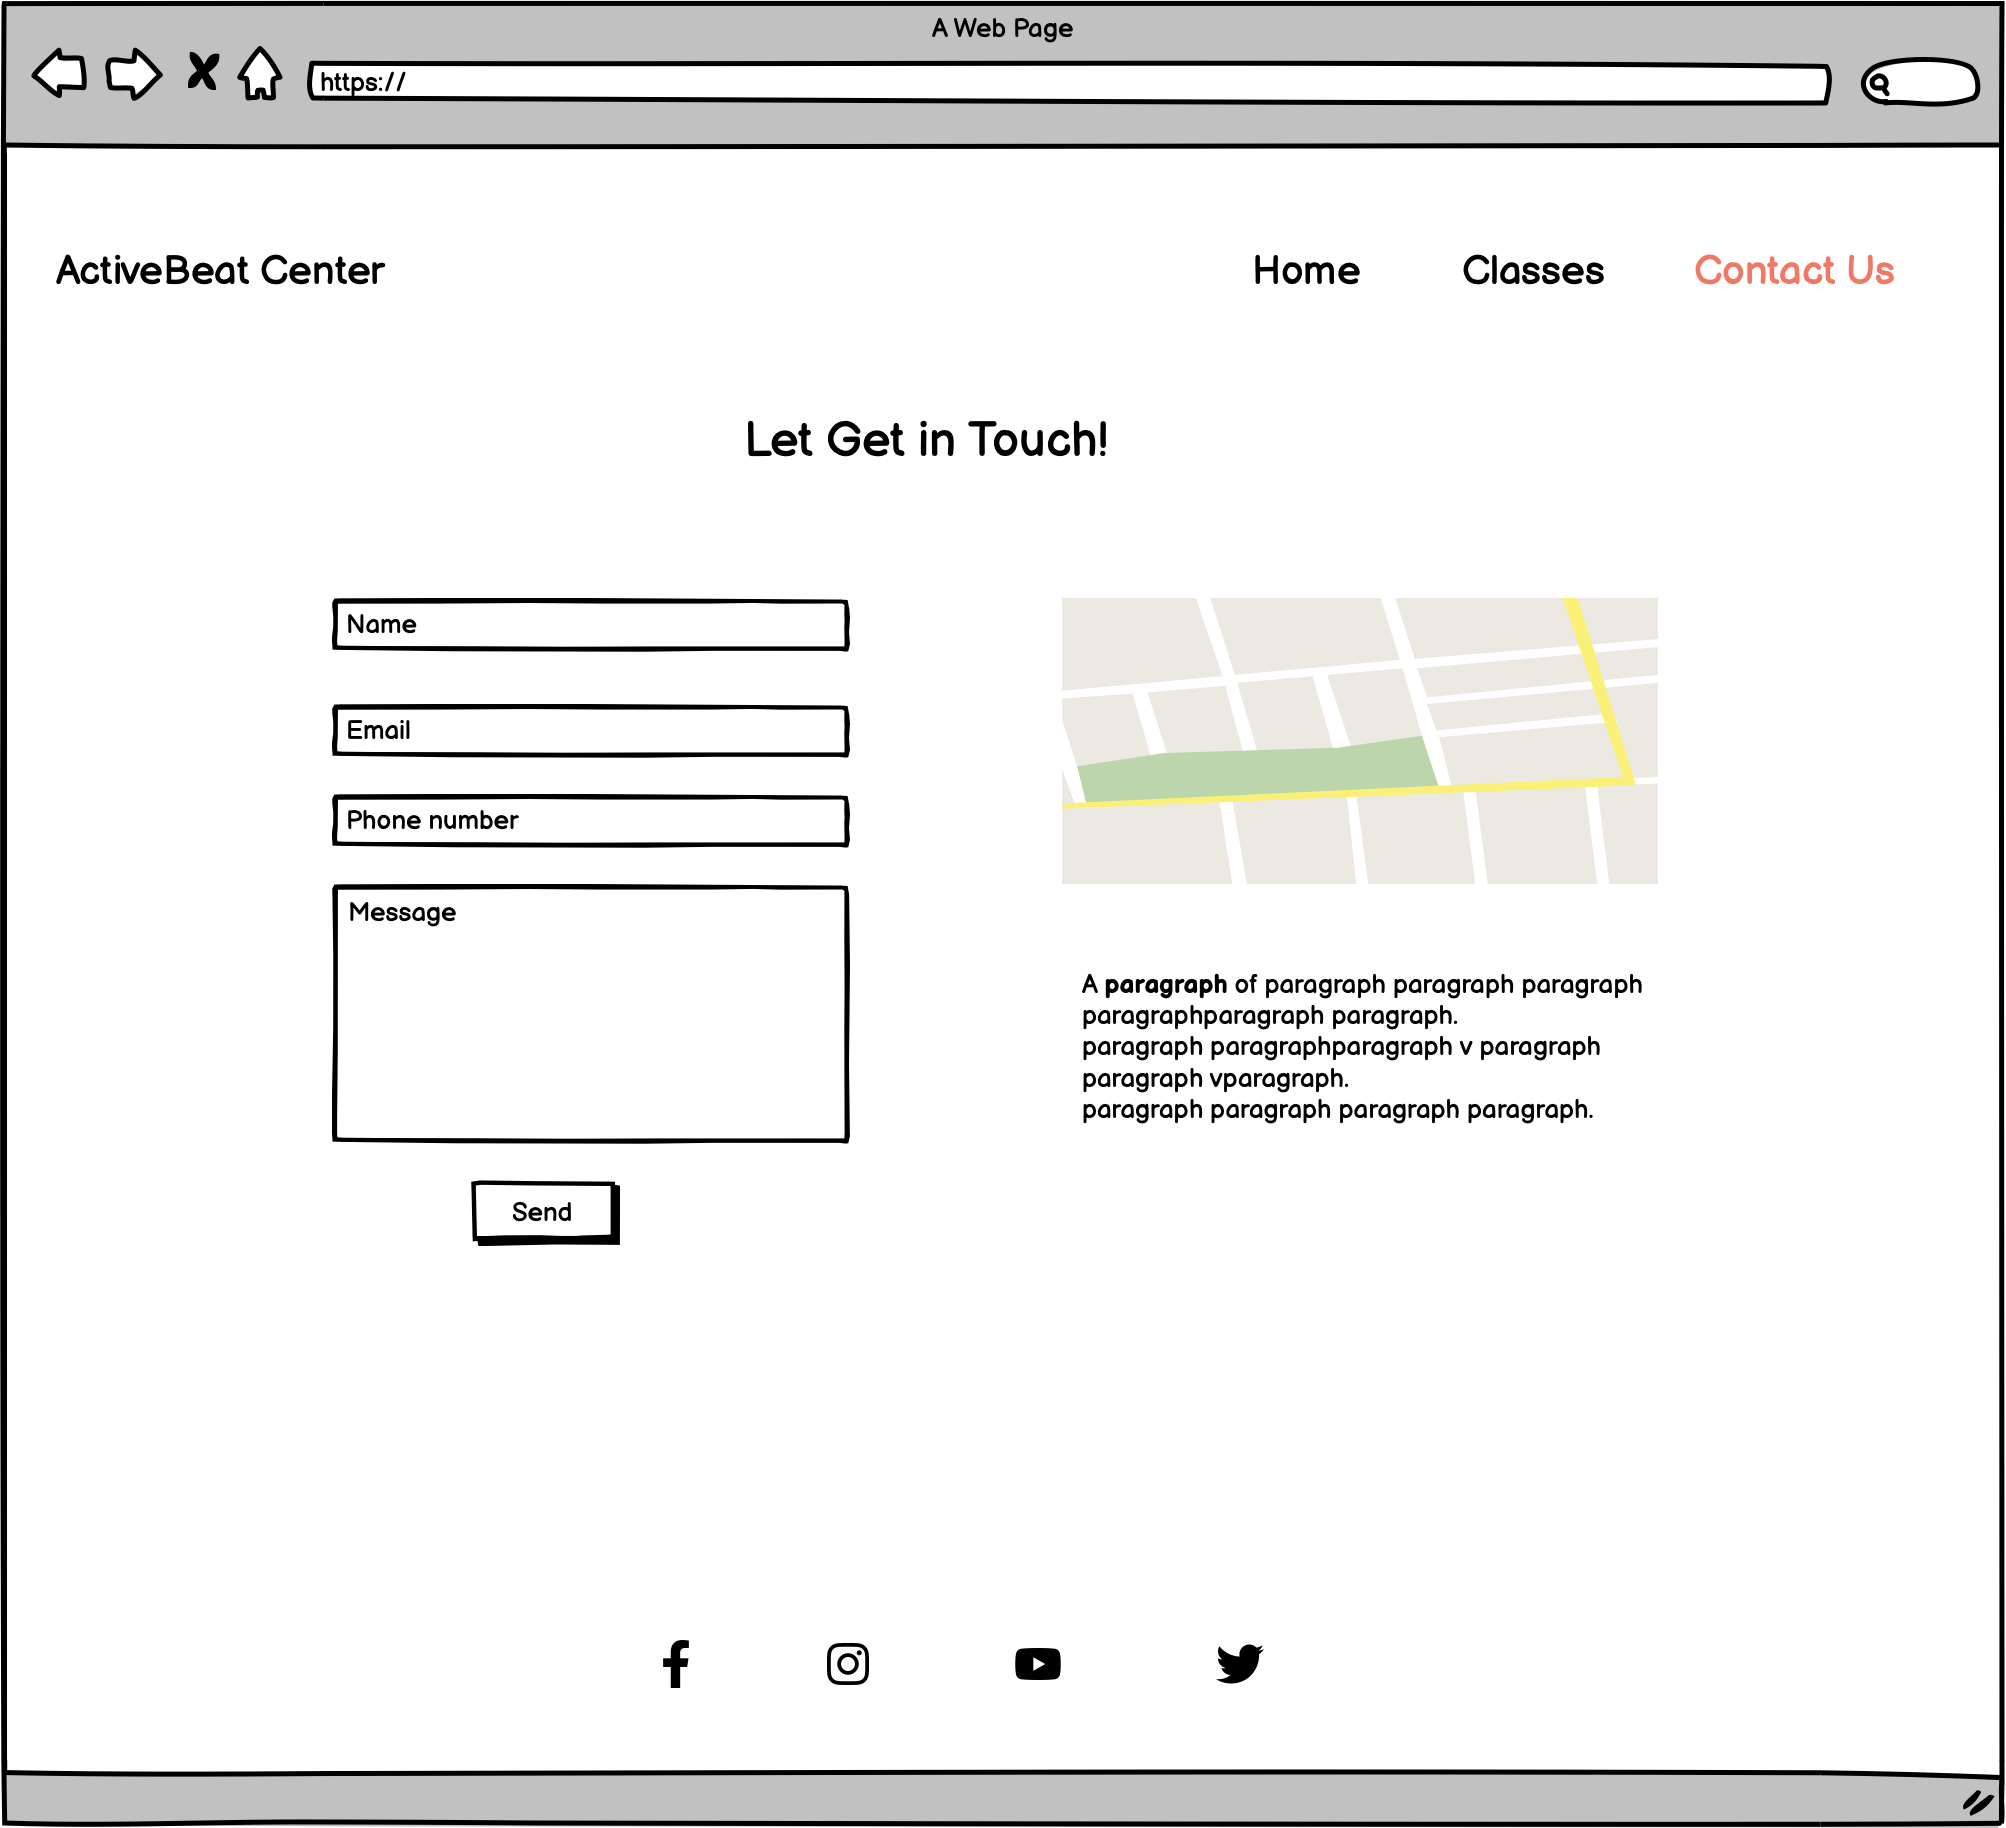 A Web Page
https://
ActiveBeat Center
Home Classes Contact Us
Let Get in Touch!
Name
Email
Phone number
Message
Send
A paragraph of paragraph paragraph paragraph
paragraphparagraph paragraph.
paragraph paragraphparagraph v paragraph
paragraph vparagraph.
paragraph paragraph paragraph paragraph.